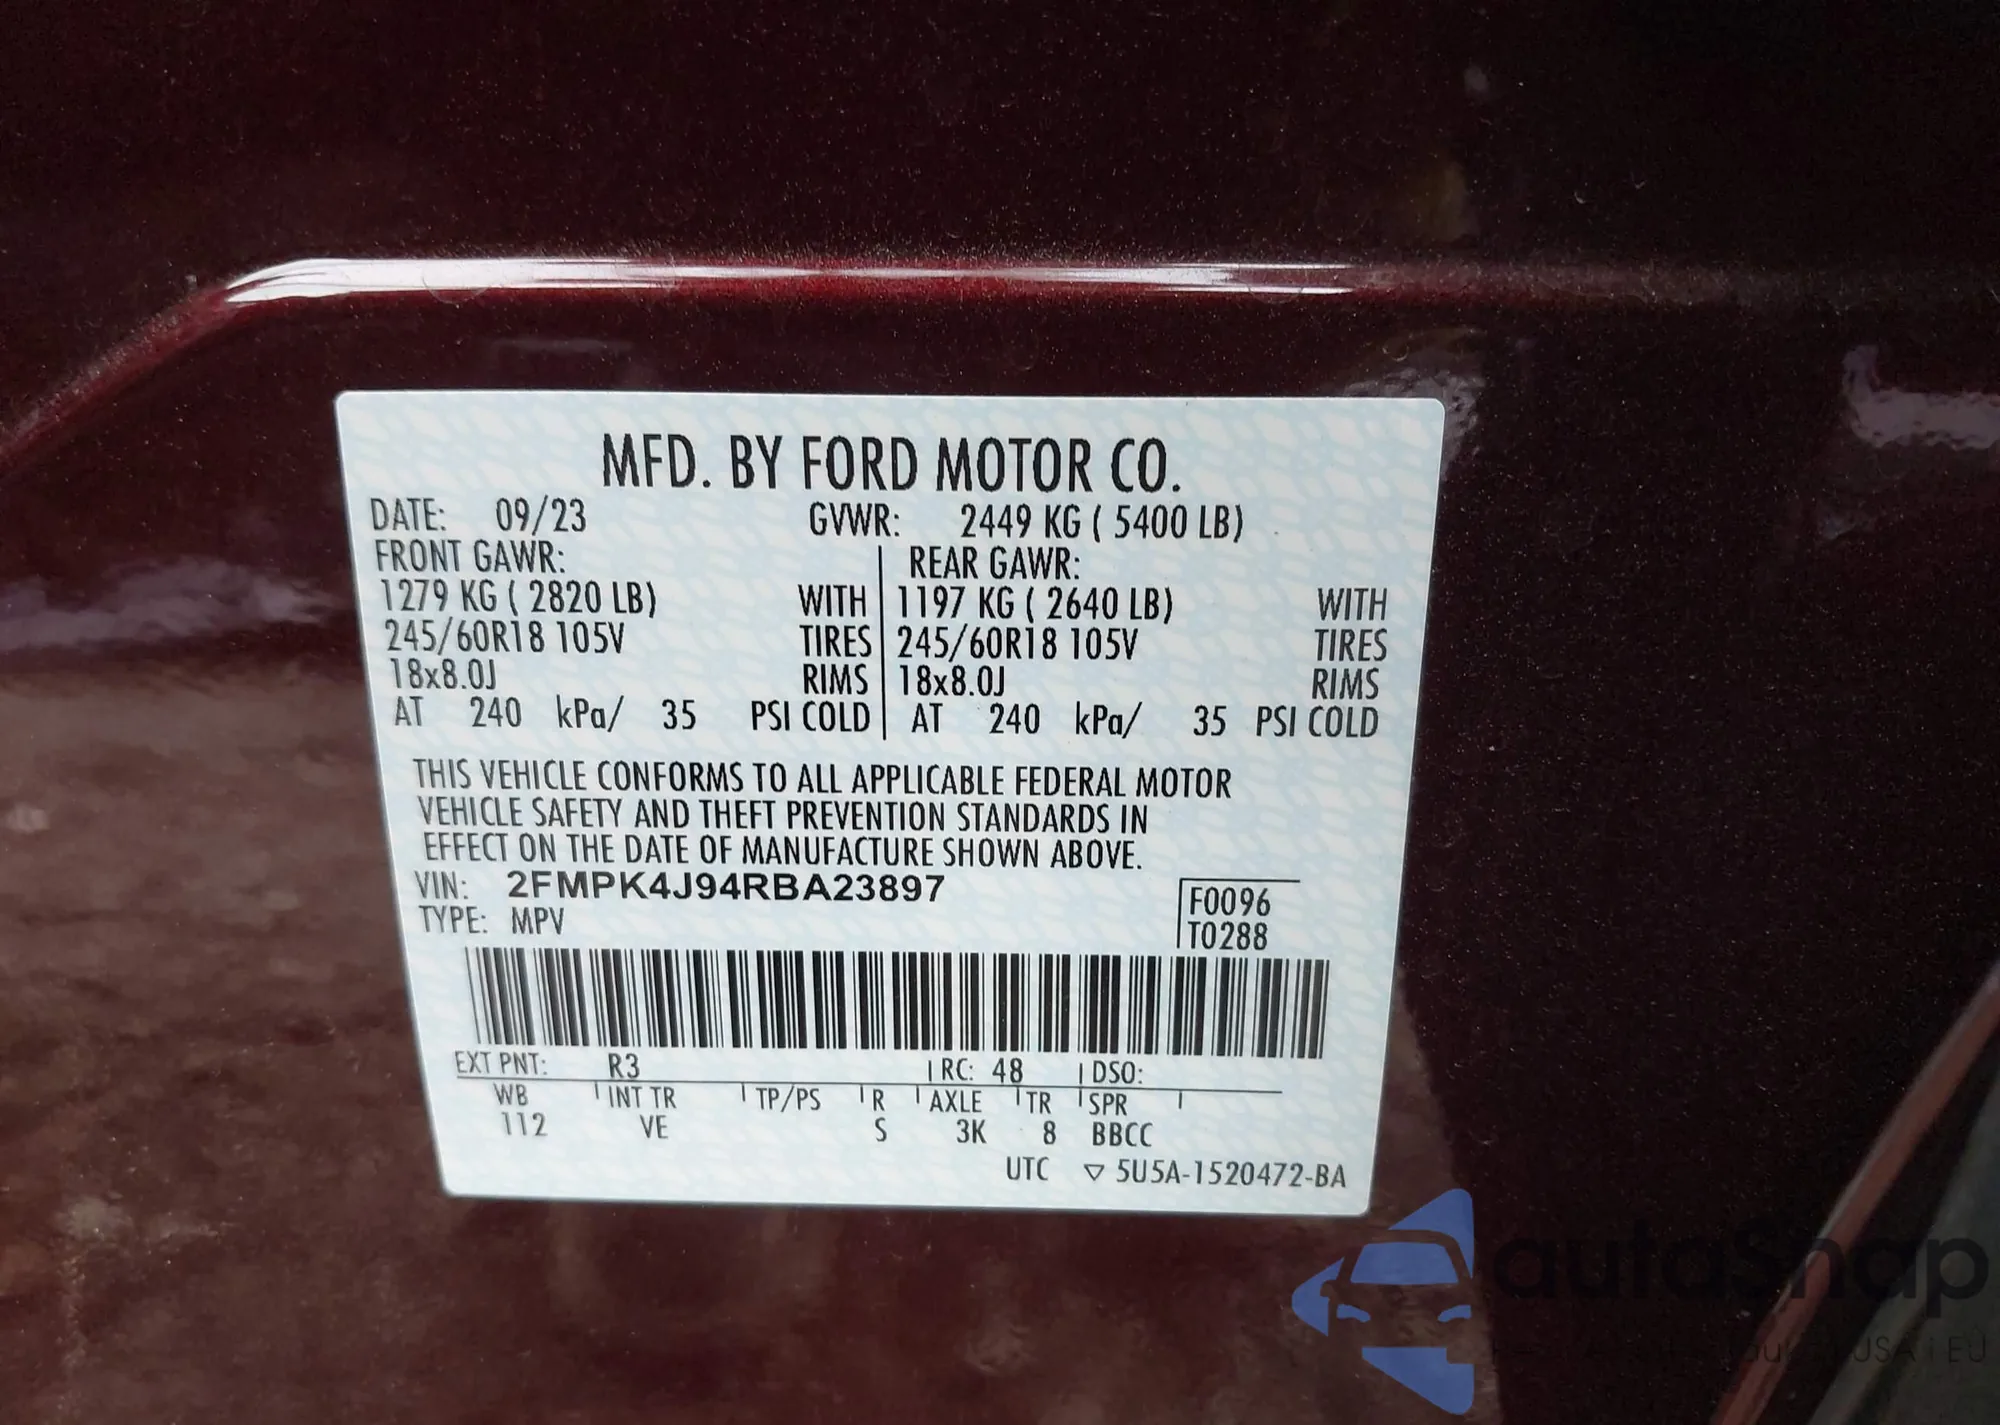 MFD. BY FORD MOTOR CO.
DATE: 09/23 GVWR: 2449 KG ( 5400 LB)
FRONT GAWR: REAR GAWR:
1279 KG ( 2820 LB) WITH 1197 KG ( 2640 LB) WITH
245/60R18 105V TIRES 245/60R18 105V TIRES
18x8.0J RIMS 18x8.0J RIMS
AT 240 kPa/ 35 PSI COLD AT 240 kPa/ 35 PSI COLD
THIS VEHICLE CONFORMS TO ALL APPLICABLE FEDERAL MOTOR
VEHICLE SAFETY AND THEFT PREVENTION STANDARDS IN
EFFECT ON THE DATE OF MANUFACTURE SHOWN ABOVE.
VIN: 2FMPK4J94RBA23897
TYPE: MPV
F0096
T0288
EXT PNT: R3 RC: 48 DSO:
WB INT TR TP/PS R AXLE TR SPR
112 VE S 3K 8 BBCC
UTC ▽ 5U5A-1520472-BA
autoSnap
USA i EU